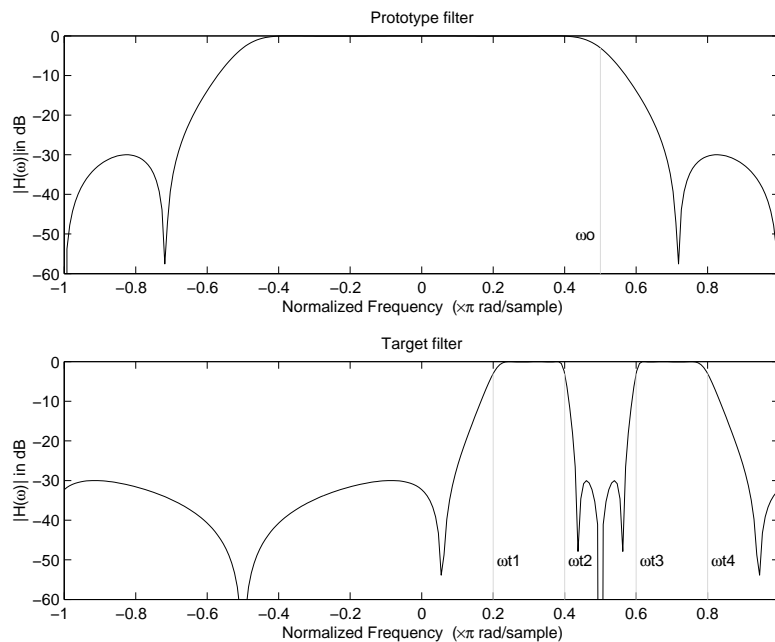 Prototype filter
0
−10
−20
−30
−40
−50
−60
|H(ω)|in dB
ωo
−1 −0.8 −0.6 −0.4 −0.2 0 0.2 0.4 0.6 0.8
Normalized Frequency (×π rad/sample)
Target filter
0
−10
−20
−30
−40
−50
−60
|H(ω)| in dB
ωt1 ωt2 ωt3 ωt4
−1 −0.8 −0.6 −0.4 −0.2 0 0.2 0.4 0.6 0.8
Normalized Frequency (×π rad/sample)